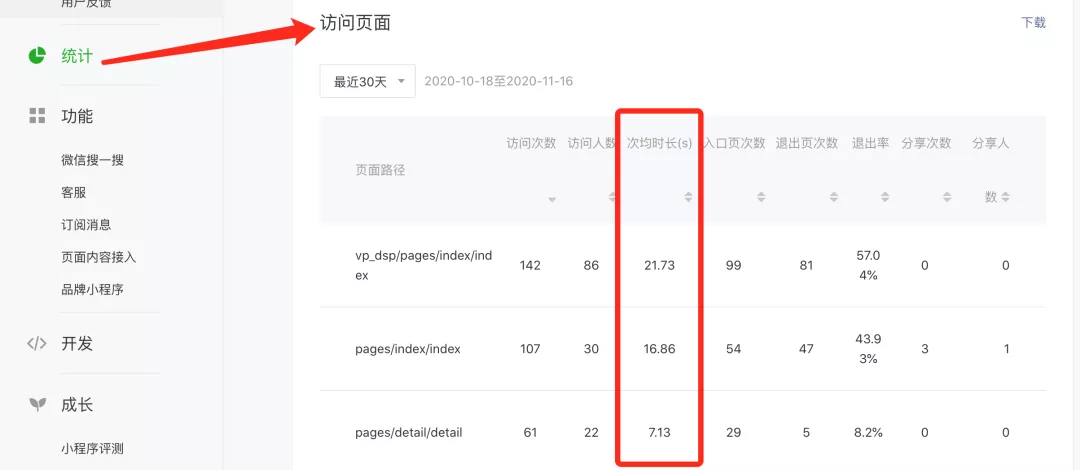 用户反馈
统计
功能
微信搜一搜
客服
订阅消息
页面内容接入
品牌小程序
开发
成长
小程序评测
访问页面
下载
最近30天 2020-10-18至2020-11-16
页面路径 访问次数 访问人数 次均时长(s) 入口页次数 退出页次数 退出率 分享次数 分享人
数
vp_dsp/pages/index/ind
ex 142 86 21.73 99 81 57.0
4% 0 0
pages/index/index 107 30 16.86 54 47 43.9
3% 3 1
pages/detail/detail 61 22 7.13 29 5 8.2% 0 0